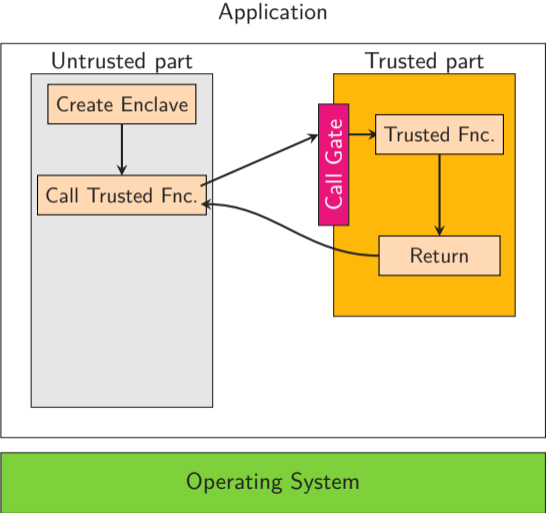 Application
Untrusted part
Trusted part
Create Enclave
Call Trusted Fnc.
Call Gate
Trusted Fnc.
Return
Operating System